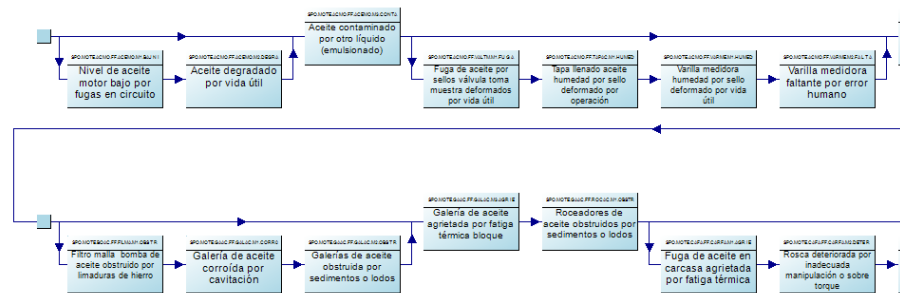 Aceite contaminado
por otro líquido
(emulsionado)
Nivel de aceite
motor bajo por
fugas en circuito
Aceite degradado
por vida útil
Fuga de aceite por
sellos válvula toma
muestra deformados
por vida útil
Tapa llenado aceite
humedad por sello
deformado por
operación
Varilla medidora
humedad por sello
deformado por vida
útil
Varilla medidora
faltante por error
humano
Galería de aceite
agrietada por fatiga
térmica bloque
Roceadores de
aceite obstruidos por
sedimentos o lodos
Filtro malla bomba de
aceite obstruido por
limaduras de hierro
Galería de aceite
corroída por
cavitación
Galerías de aceite
obstruida por
sedimentos o lodos
Fuga de aceite en
carcasa agrietada
por fatiga térmica
Rosca deteriorada por
inadecuada
manipulación o sobre
torque